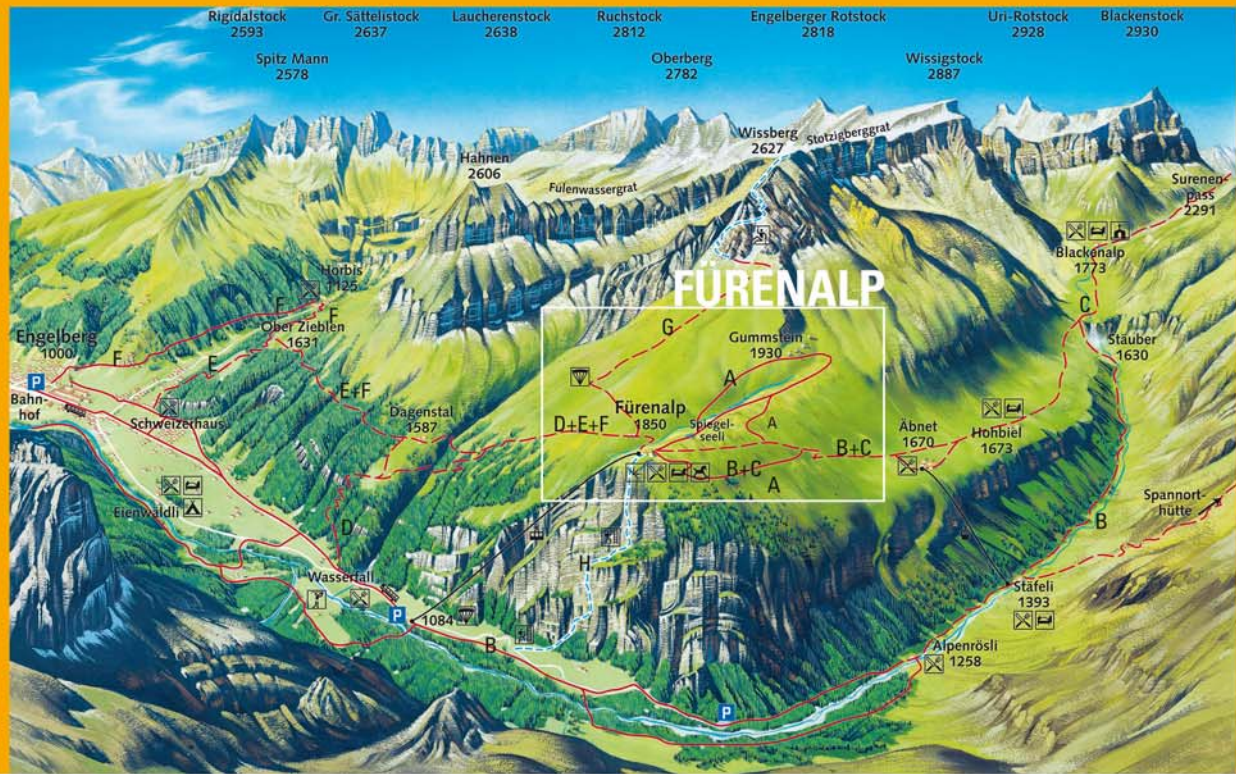 Rigidalstock
2593
Gr. Sättelistock
2637
Laucherenstock
2638
Ruchstock
2812
Engelberger Rotstock
2818
Uri-Rotstock
2928
Blackenstock
2930
Spitz Mann
2578
Oberberg
2782
Wissigstock
2887
Wissberg
2627
Stotzigberggrat
Hahnen
2606
Fulenwassergrat
Surenen-
pass
2291
Blackenalp
1773
FÜRENALP
Horbis
1125
F
F
Ober Zieblen
1631
Engelberg
1000
F
E
P
Bahn-
hof
Schweizerhaus
E+F
Dagenstal
1587
G
Gummstein
1930
A
Fürenalp
1850
D+E+F
Spiegel-
seeli
A
B+C
A
B+C
C
Stäuber
1630
Äbnet
1670
Hohbiel
1673
Eienwäldli
D
H
B
Spannort-
hütte
Wasserfall
P
1084
B
Stäfeli
1393
Alpenrösli
1258
P